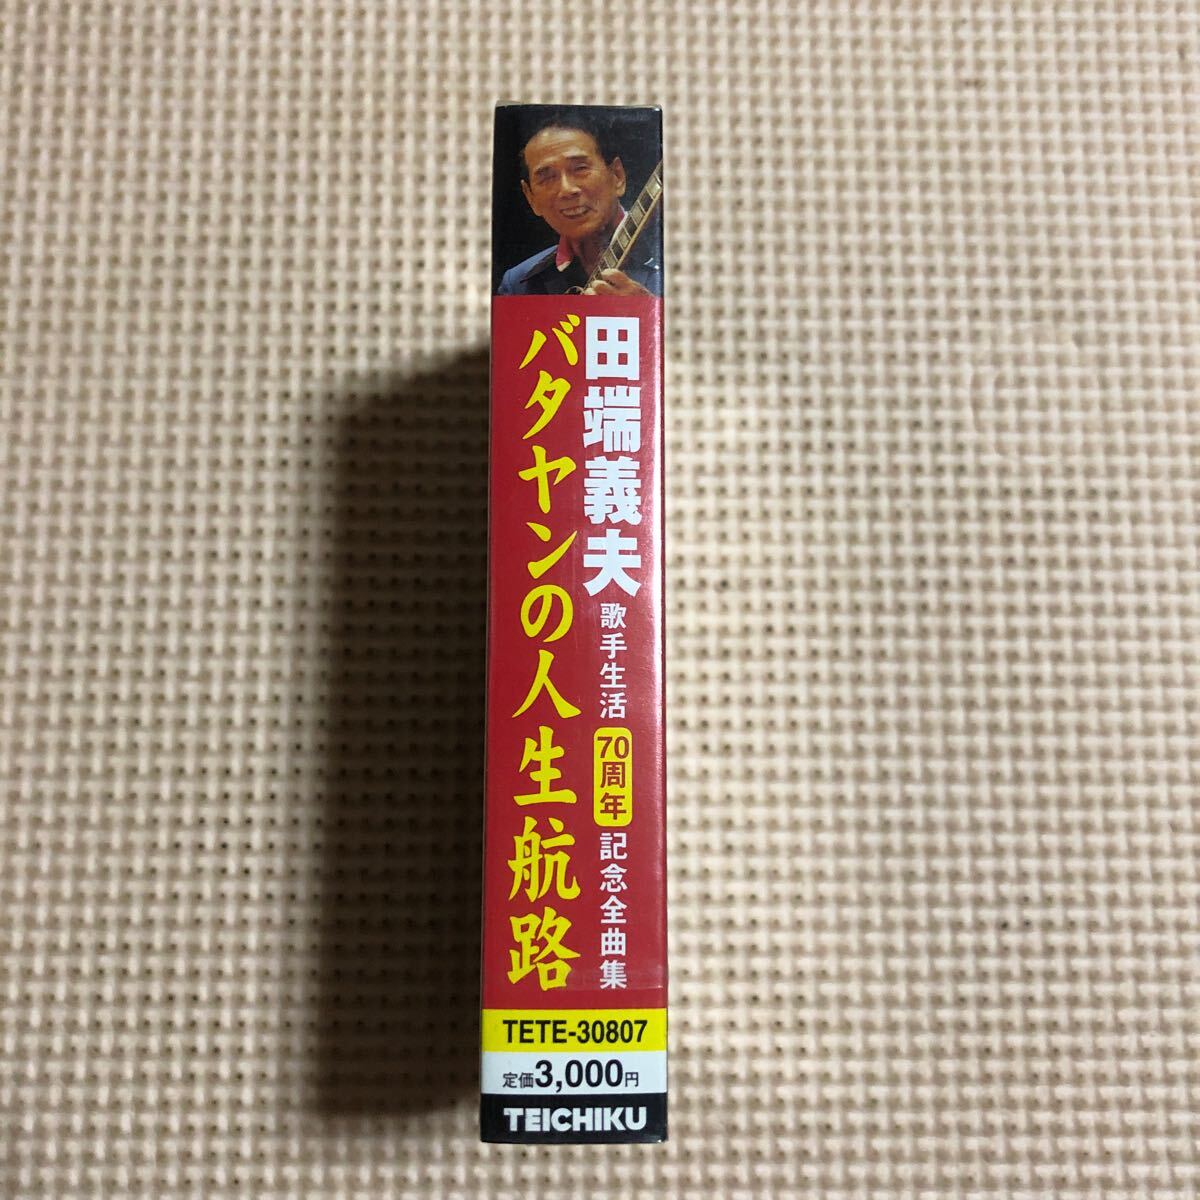 田端義夫 歌手生活70周年記念全曲集
バタヤンの人生航路
TETE-30807
定価3,000円
TEICHIKU